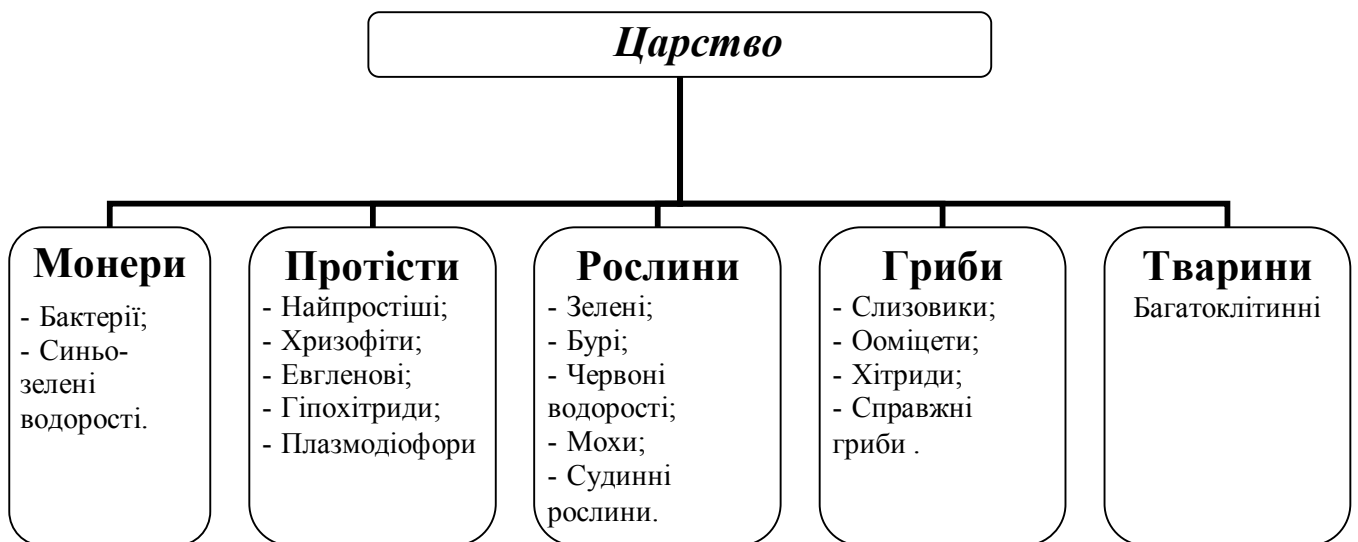 Царство
Монери
- Бактерії;
- Синьо-
зелені
водорості.
Протісти
- Найпростіші;
- Хризофіти;
- Евгленові;
- Гіпохітриди;
- Плазмодіофори
Рослини
- Зелені;
- Бурі;
- Червоні
водорості;
- Мохи;
- Судинні
рослини.
Гриби
- Слизовики;
- Ооміцети;
- Хітриди;
- Справжні
гриби .
Тварини
Багатоклітинні